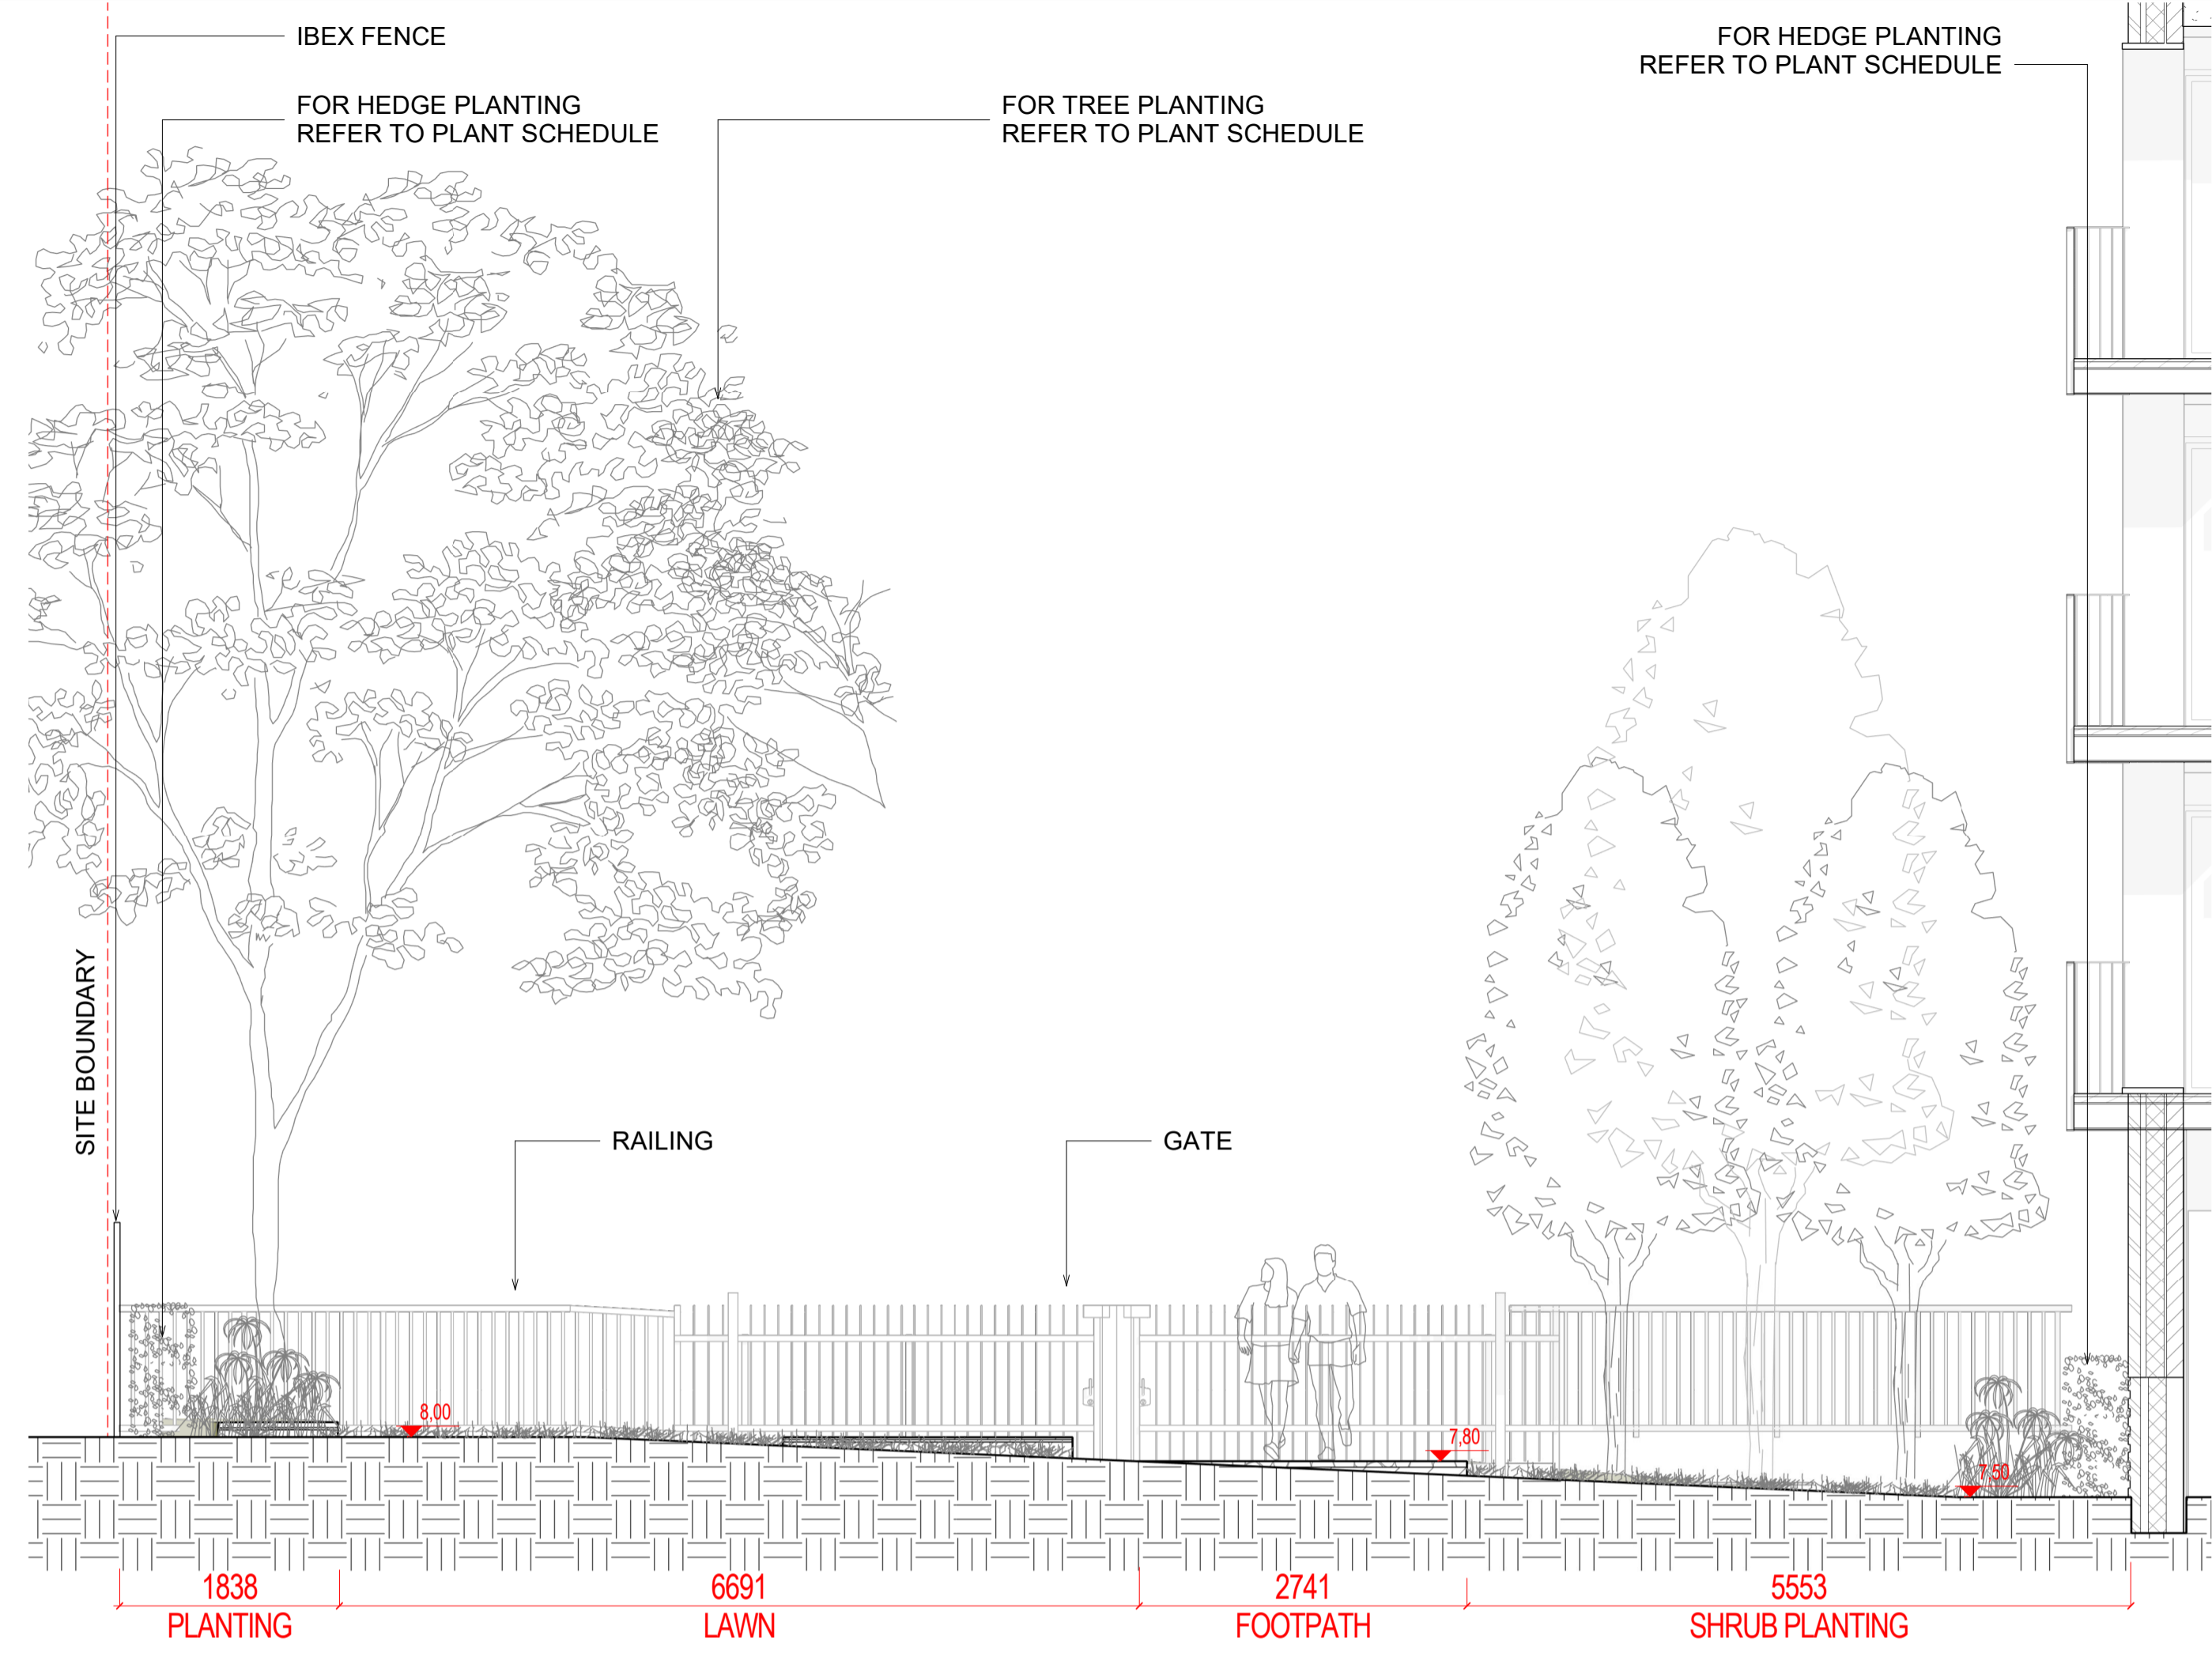 IBEX FENCE
FOR HEDGE PLANTING
REFER TO PLANT SCHEDULE
FOR TREE PLANTING
REFER TO PLANT SCHEDULE
FOR HEDGE PLANTING
REFER TO PLANT SCHEDULE
SITE BOUNDARY
RAILING
GATE
8,00
7,80
7,50
1838
PLANTING
6691
LAWN
2741
FOOTPATH
5553
SHRUB PLANTING